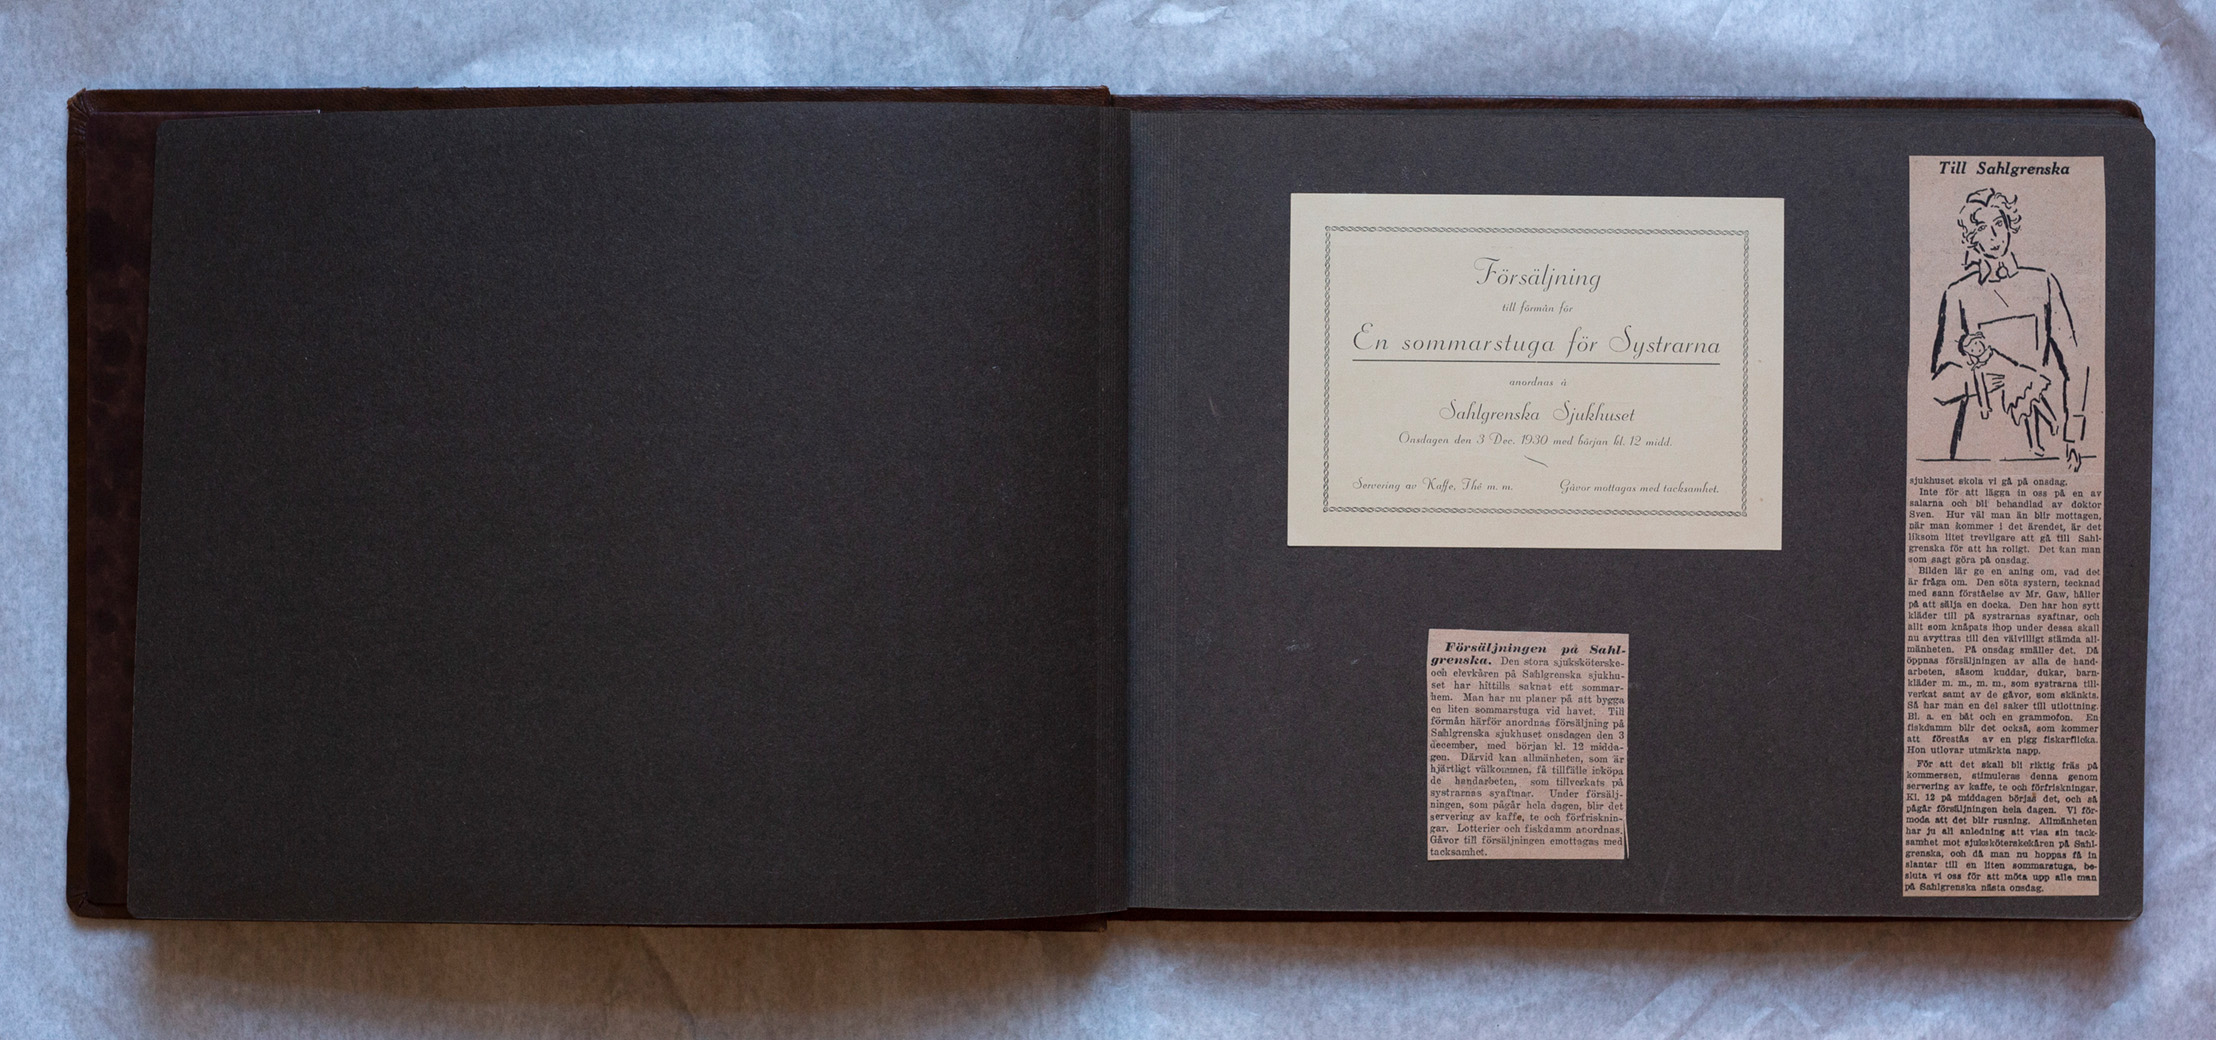 Försäljning
till förmån för
En sommarstuga för Systrarna
anordnas å
Sahlgrenska Sjukhuset
Onsdagen den 3 Dec. 1930 med början kl. 12 midd.
Servering av Kaffe, Thé m. m.
Gåvor mottagas med tacksamhet.
Försäljningen på Sahl-
grenska. Den stora sjuksköterske-
och elevkåren på Sahlgrenska sjukhu-
set har hittills saknat ett sommar-
hem. Man har nu planer på att bygga
en liten sommarstuga vid havet. Till
förmån härför anordnas försäljning på
Sahlgrenska sjukhuset onsdagen den 3
december, med början kl. 12 midda-
gen. Därvid kan allmänheten, som är
hjärtligt välkommen, få tillfälle inköpa
de handarbeten, som tillverkats på
systrarnas syaftnar. Under försälj-
ningen, som pågår hela dagen, blir det
servering av kaffe, te och förfrisknin-
gar. Lotterier och fiskdamm anordnas.
Gåvor till försäljningen emottagas med
tacksamhet.
Till Sahlgrenska
sjukhuset skola vi gå på onsdag.
Inte för att lägga in oss på en av
salarna och bli behandlad av doktor
Sven. Hur väl man än blir mottagen,
när man kommer i det ärendet, är det
liksom litet trevligare att gå till Sahl-
grenska för att ha roligt. Det kan man
som sagt göra på onsdag.
Bilden lär ge en aning om, vad det
är fråga om. Den söta systern, tecknad
med sann förståelse av Mr. Gaw, håller
på att sälja en docka. Den har hon sytt
kläder till på systrarnas syaftnar, och
allt som knåpats ihop under dessa skall
nu avyttras till den välvilligt stämda all-
mänheten. På onsdag smäller det. Då
öppnas försäljningen av alla de hand-
arbeten, såsom kuddar, dukar, barn-
kläder m. m., m. m., som systrarna till-
verkat samt av de gåvor, som skänkts.
Så har man en del saker till utlottning.
Bl. a. en båt och en grammofon. En
fiskdamm blir det också, som kommer
att förestås av en pigg fiskarflicka.
Hon utlovar utmärkta napp.
För att det skall bli riktig fräs på
kommersen, stimuleras denna genom
servering av kaffe, te och förfriskningar.
Kl. 12 på middagen börjas det, och så
pågår försäljningen hela dagen. Vi för-
moda att det blir rusning. Allmänheten
har ju all anledning att visa sin tack-
samhet mot sjuksköterskekåren på Sahl-
grenska, och då man nu hoppas få in
slantar till en liten sommarstuga, be-
sluta vi oss för att möta upp alle man
på Sahlgrenska nästa onsdag.